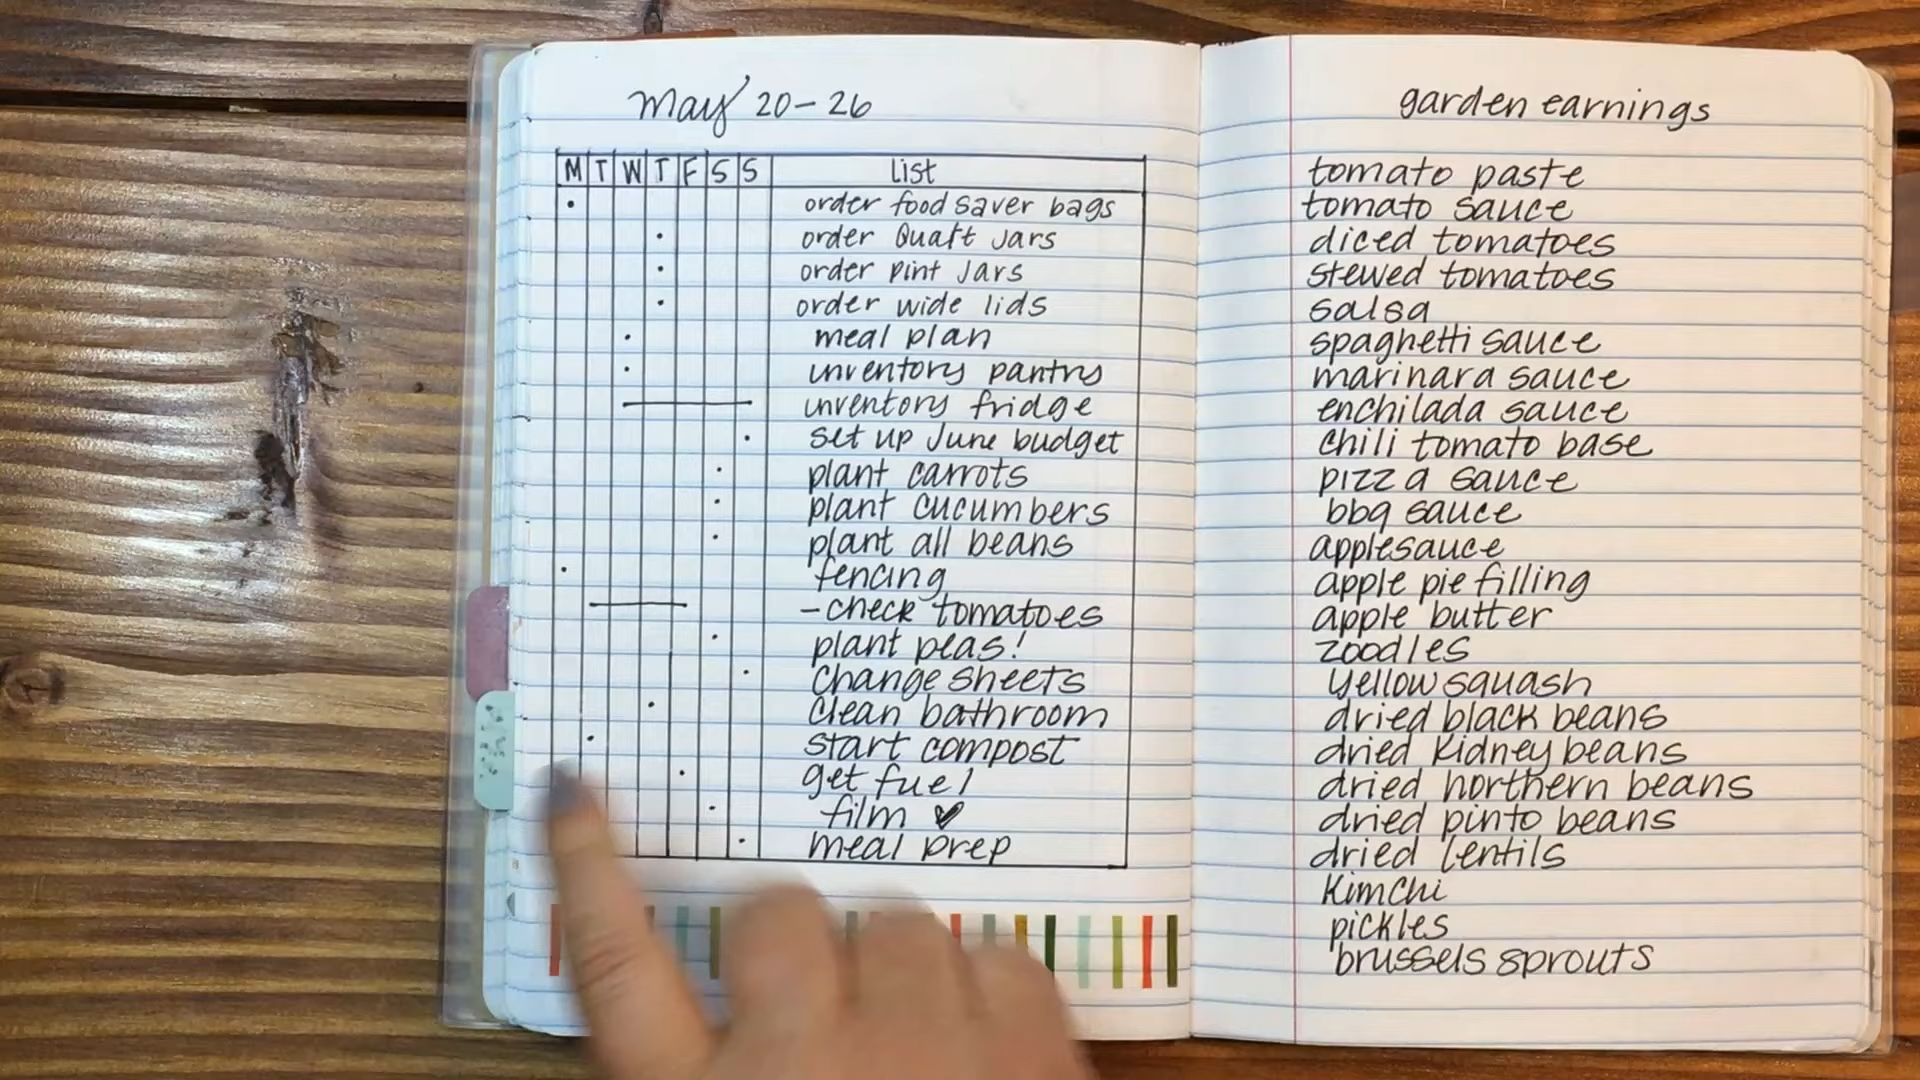 May 20-26
M T W T F S S List
order food saver bags
order Quart Jars
order pint Jars
order wide lids
meal plan
inventory pantry
inventory fridge
set up June budget
plant carrots
plant cucumbers
plant all beans
fencing
- check tomatoes
plant peas!
Change sheets
Clean bathroom
start compost
get fuel
film
meal prep
garden earnings
tomato paste
tomato sauce
diced tomatoes
stewed tomatoes
salsa
spaghetti sauce
marinara sauce
enchilada sauce
chili tomato base
pizza sauce
bbq sauce
applesauce
apple pie filling
apple butter
zoodles
yellow squash
dried black beans
dried kidney beans
dried northern beans
dried pinto beans
dried lentils
Kimchi
pickles
brussels sprouts